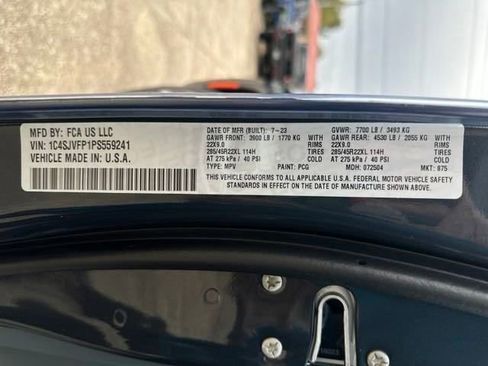 MFD BY: FCA US LLC
VIN: 1C4SJVFP1PS559241
VEHICLE MADE IN: U.S.A.
DATE OF MFR (BUILT): 7-23 GVWR: 7700 LB / 3493 KG
GAWR FRONT: 3900 LB / 1770 KG WITH GAWR REAR: 4530 LB / 2055 KG WITH
22X9.0 RIMS 22X9.0 RIMS
285/45R22XL 114H TIRES 285/45R22XL 114H TIRES
AT 275 kPa / 40 PSI COLD AT 275 kPa / 40 PSI COLD
TYPE: MPV PAINT: PCG MDH: 072504 MKT: 875
THIS VEHICLE CONFORMS TO ALL APPLICABLE U.S.A. FEDERAL MOTOR VEHICLE SAFETY
STANDARDS IN EFFECT ON THE DATE OF MANUFACTURE SHOWN ABOVE.